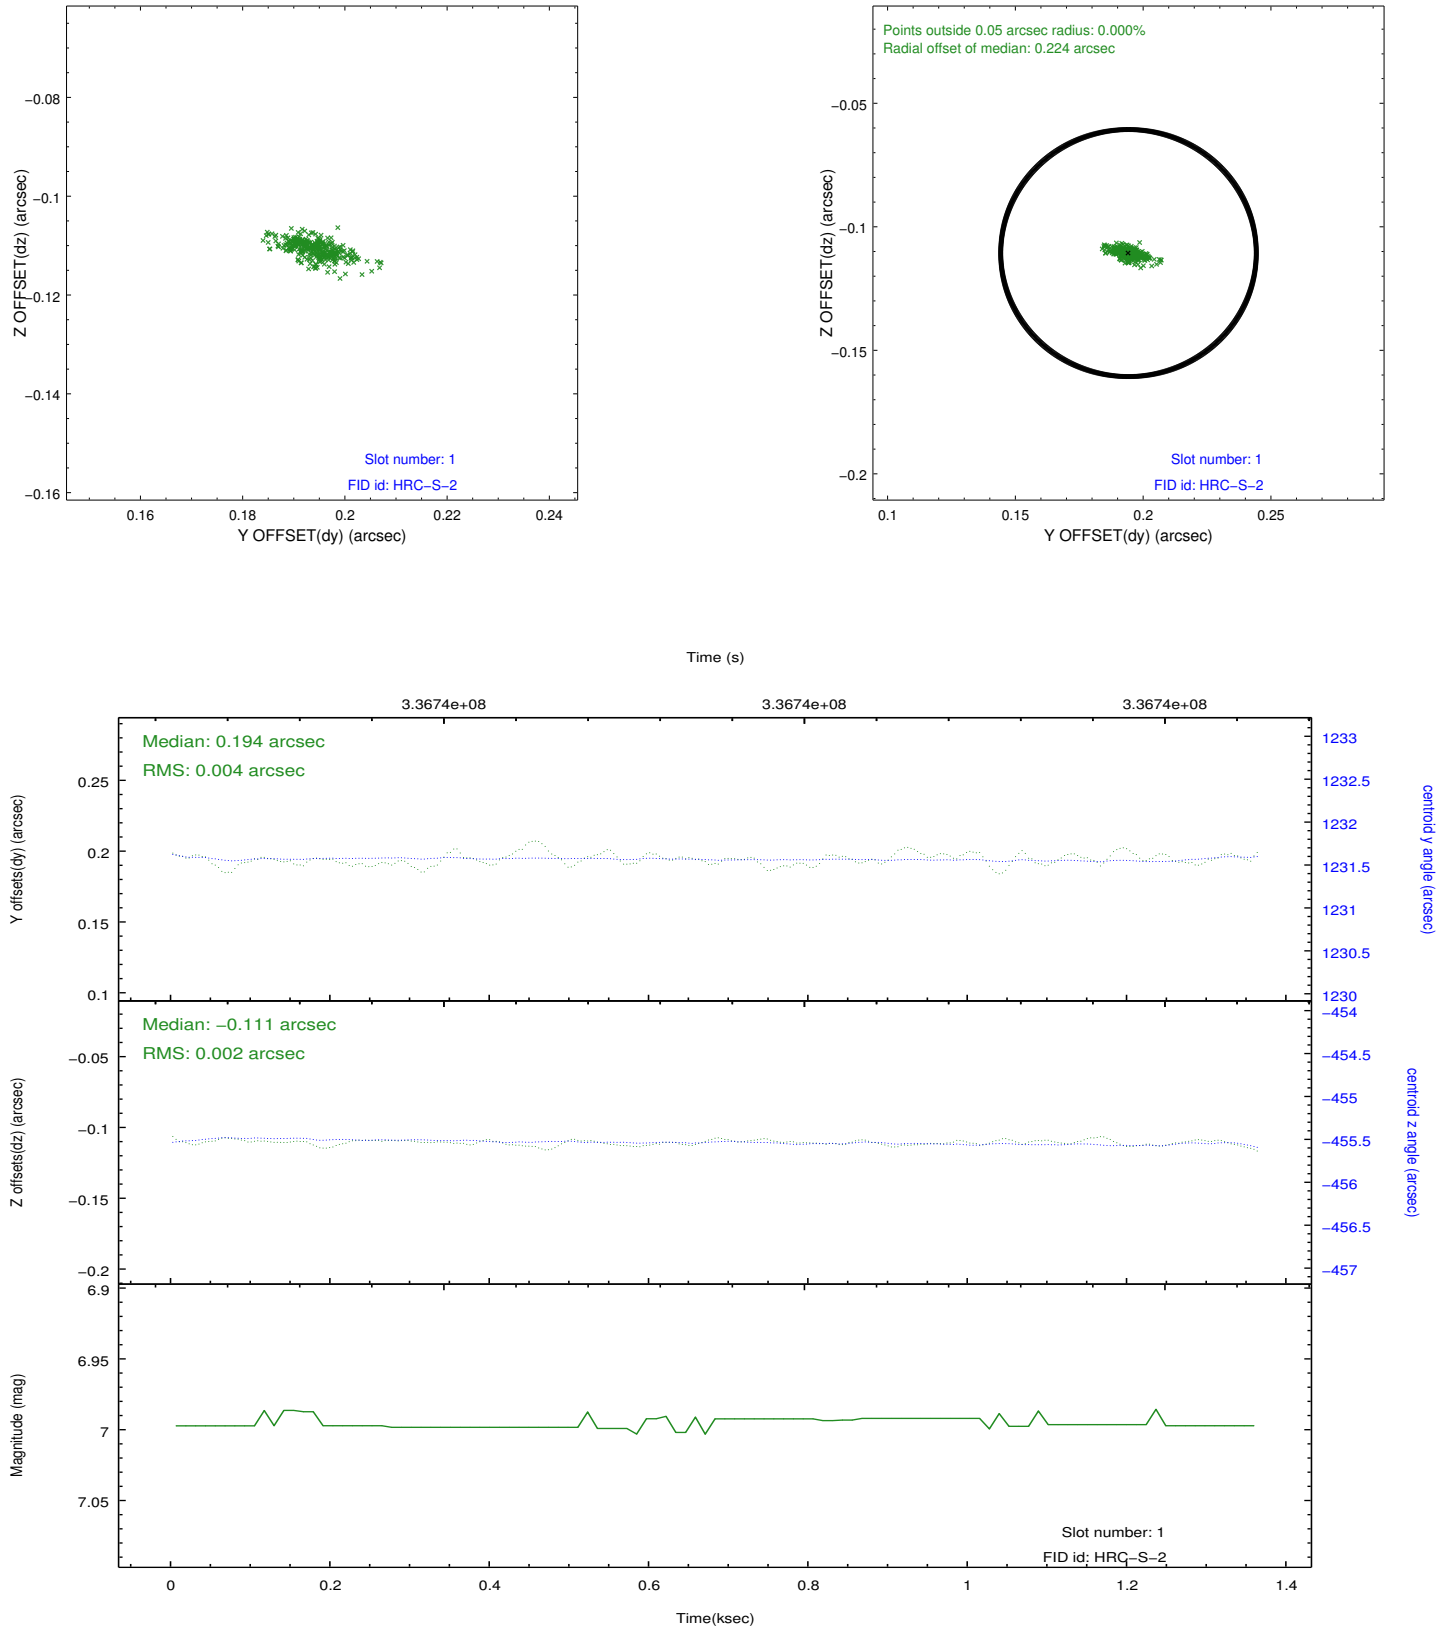 −0.08
−0.1
−0.12
−0.14
−0.16
Z OFFSET(dz) (arcsec)
Slot number: 1
FID id: HRC−S−2
0.16
0.18
0.2
0.22
0.24
Y OFFSET(dy) (arcsec)
Points outside 0.05 arcsec radius: 0.000%
Radial offset of median: 0.224 arcsec
−0.05
−0.1
−0.15
−0.2
Z OFFSET(dz) (arcsec)
Slot number: 1
FID id: HRC−S−2
0.1
0.15
0.2
0.25
Y OFFSET(dy) (arcsec)
Time (s)
3.3674e+08
3.3674e+08
3.3674e+08
Median: 0.194 arcsec
RMS: 0.004 arcsec
0.25
0.2
0.15
0.1
Y offsets(dy) (arcsec)
1233
1232.5
1232
1231.5
1231
1230.5
1230
centroid y angle (arcsec)
Median: −0.111 arcsec
RMS: 0.002 arcsec
−0.05
−0.1
−0.15
−0.2
Z offsets(dz) (arcsec)
−454
−454.5
−455
−455.5
−456
−456.5
−457
centroid z angle (arcsec)
6.9
6.95
7
7.05
Magnitude (mag)
Slot number: 1
FID id: HRC−S−2
0
0.2
0.4
0.6
0.8
1
1.2
1.4
Time(ksec)